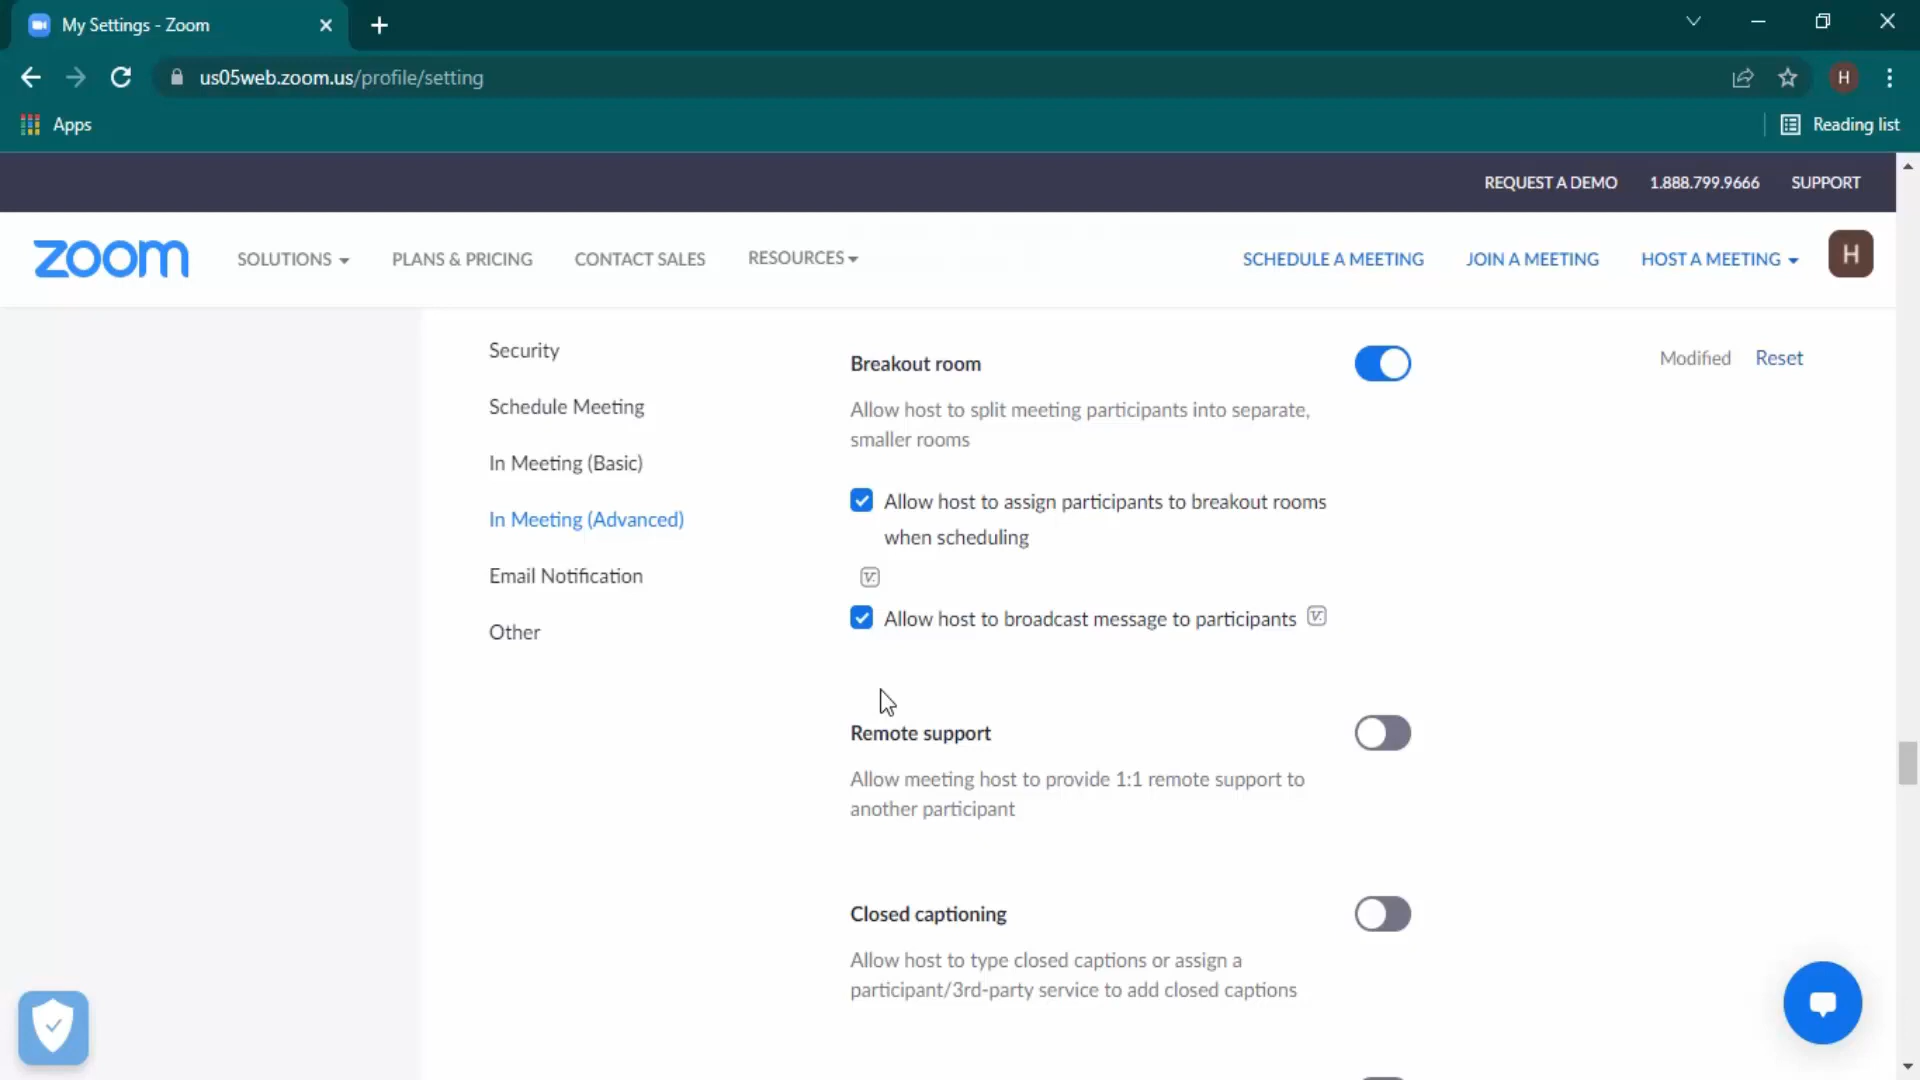 My Settings - Zoom
us05web.zoom.us/profile/setting
H
Apps
Reading list
REQUEST A DEMO 1.888.799.9666 SUPPORT
zoom SOLUTIONS PLANS & PRICING CONTACT SALES RESOURCES SCHEDULE A MEETING JOIN A MEETING HOST A MEETING H
Security
Schedule Meeting
In Meeting (Basic)
In Meeting (Advanced)
Email Notification
Other
Breakout room Modified Reset
Allow host to split meeting participants into separate,
smaller rooms
Allow host to assign participants to breakout rooms
when scheduling
Allow host to broadcast message to participants
Remote support
Allow meeting host to provide 1:1 remote support to
another participant
Closed captioning
Allow host to type closed captions or assign a
participant/3rd-party service to add closed captions